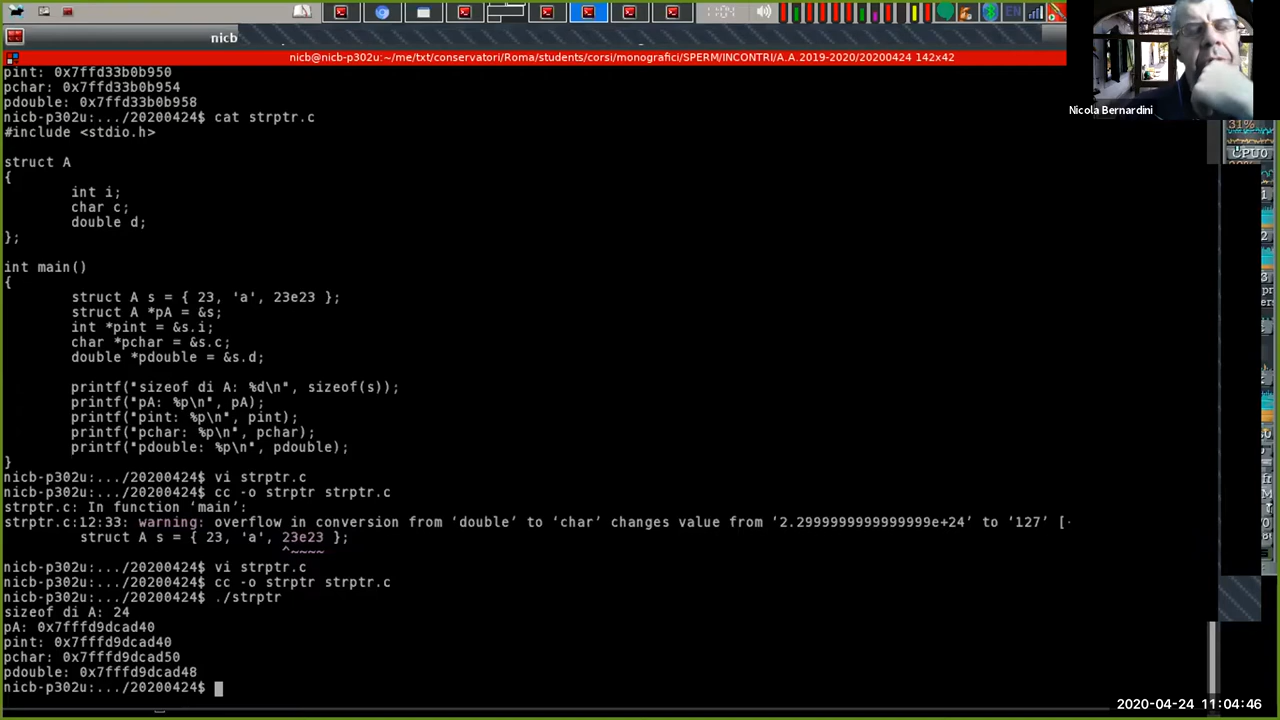 11:04
EN
nicb
nicb@nicb-p302u:~/me/txt/conservatori/Roma/students/corsi/monografici/SPERM/INCONTRI/A.A.2019-2020/20200424 142x42
Nicola Bernardini
31%
CPU0
pint: 0x7ffd33b0b950
pchar: 0x7ffd33b0b954
pdouble: 0x7ffd33b0b958
nicb-p302u:.../20200424$ cat strptr.c
#include <stdio.h>
struct A
{
int i;
char c;
double d;
};
int main()
{
struct A s = { 23, 'a', 23e23 };
struct A *pA = &s;
int *pint = &s.i;
char *pchar = &s.c;
double *pdouble = &s.d;
printf("sizeof di A: %d\n", sizeof(s));
printf("pA: %p\n", pA);
printf("pint: %p\n", pint);
printf("pchar: %p\n", pchar);
printf("pdouble: %p\n", pdouble);
}
nicb-p302u:.../20200424$ vi strptr.c
nicb-p302u:.../20200424$ cc -o strptr strptr.c
strptr.c: In function ‘main’:
strptr.c:12:33: warning: overflow in conversion from ‘double’ to ‘char’ changes value from ‘2.2999999999999999e+24’ to ‘127’ [-
struct A s = { 23, 'a', 23e23 };
^~~~~
nicb-p302u:.../20200424$ vi strptr.c
nicb-p302u:.../20200424$ cc -o strptr strptr.c
nicb-p302u:.../20200424$ ./strptr
sizeof di A: 24
pA: 0x7fffd9dcad40
pint: 0x7fffd9dcad40
pchar: 0x7fffd9dcad50
pdouble: 0x7fffd9dcad48
nicb-p302u:.../20200424$
2020-04-24 11:04:46